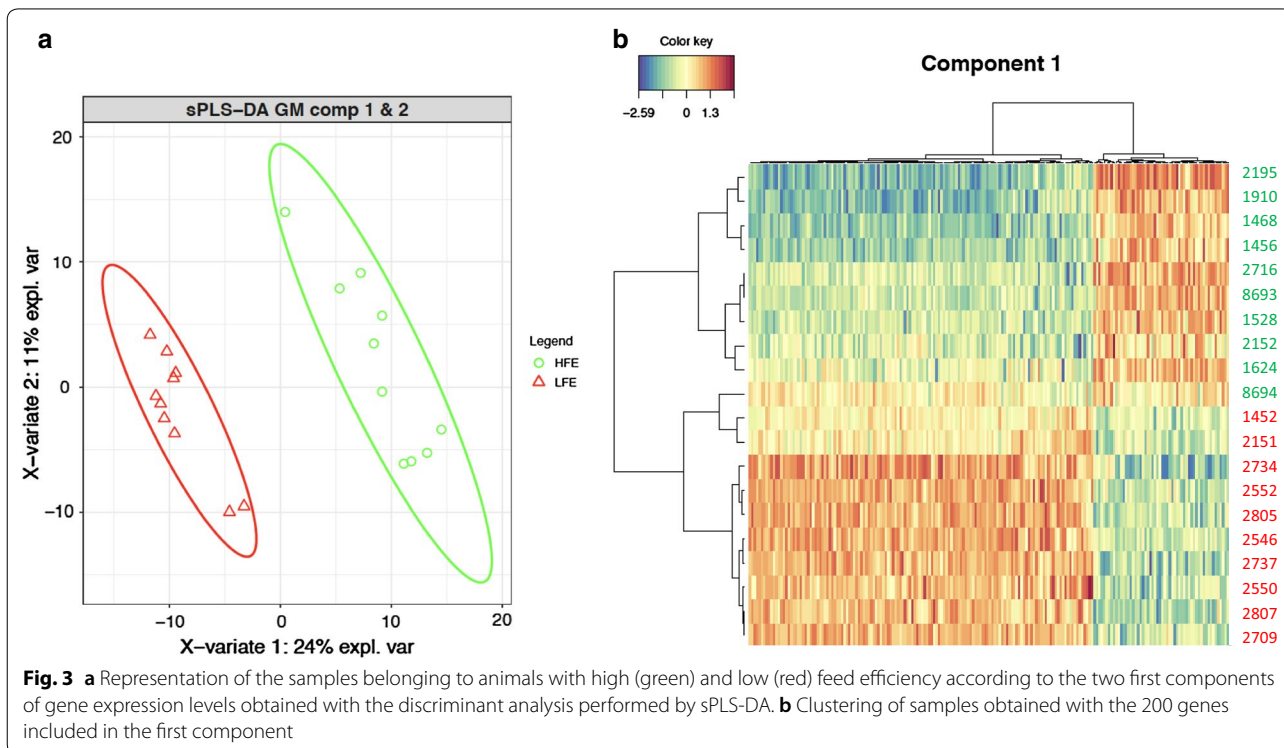 a
sPLS–DA GM comp 1 & 2
20
10
0
−10
X−variate 2: 11% expl. var
−10
0
10
20
X−variate 1: 24% expl. var
Legend
HFE
LFE
b
Color key
−2.59 0 1.3
Component 1
2195
1910
1468
1456
2716
8693
1528
2152
1624
8694
1452
2151
2734
2552
2805
2546
2737
2550
2807
2709
Fig. 3 a Representation of the samples belonging to animals with high (green) and low (red) feed efficiency according to the two first components
of gene expression levels obtained with the discriminant analysis performed by sPLS-DA. b Clustering of samples obtained with the 200 genes
included in the first component